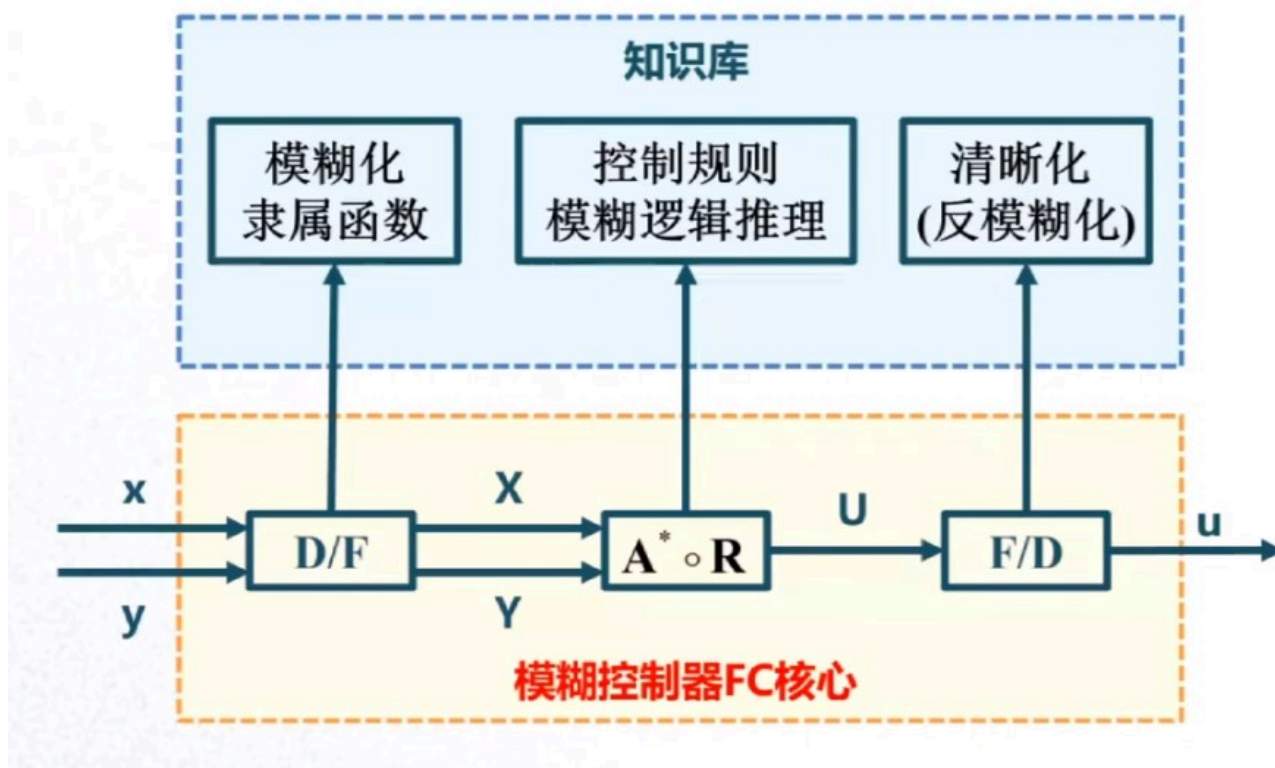 知识库
模糊化
隶属函数
控制规则
模糊逻辑推理
清晰化
(反模糊化)
x
y
D/F
X
Y
A* ∘ R
U
F/D
u
模糊控制器FC核心